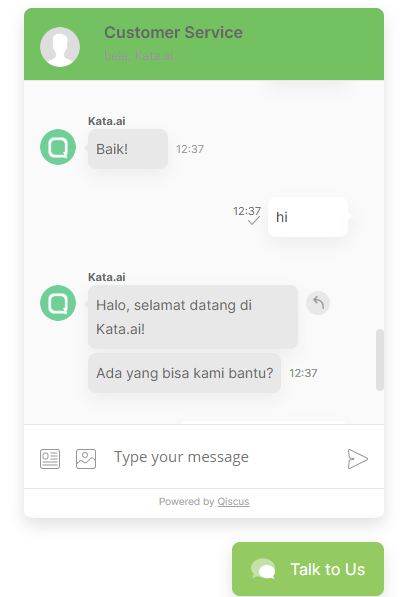 Customer Service
User, Kata.ai
Kata.ai
Baik!
12:37
12:37
hi
Kata.ai
Halo, selamat datang di
Kata.ai!
Ada yang bisa kami bantu?
12:37
Type your message
Powered by Qiscus
Talk to Us